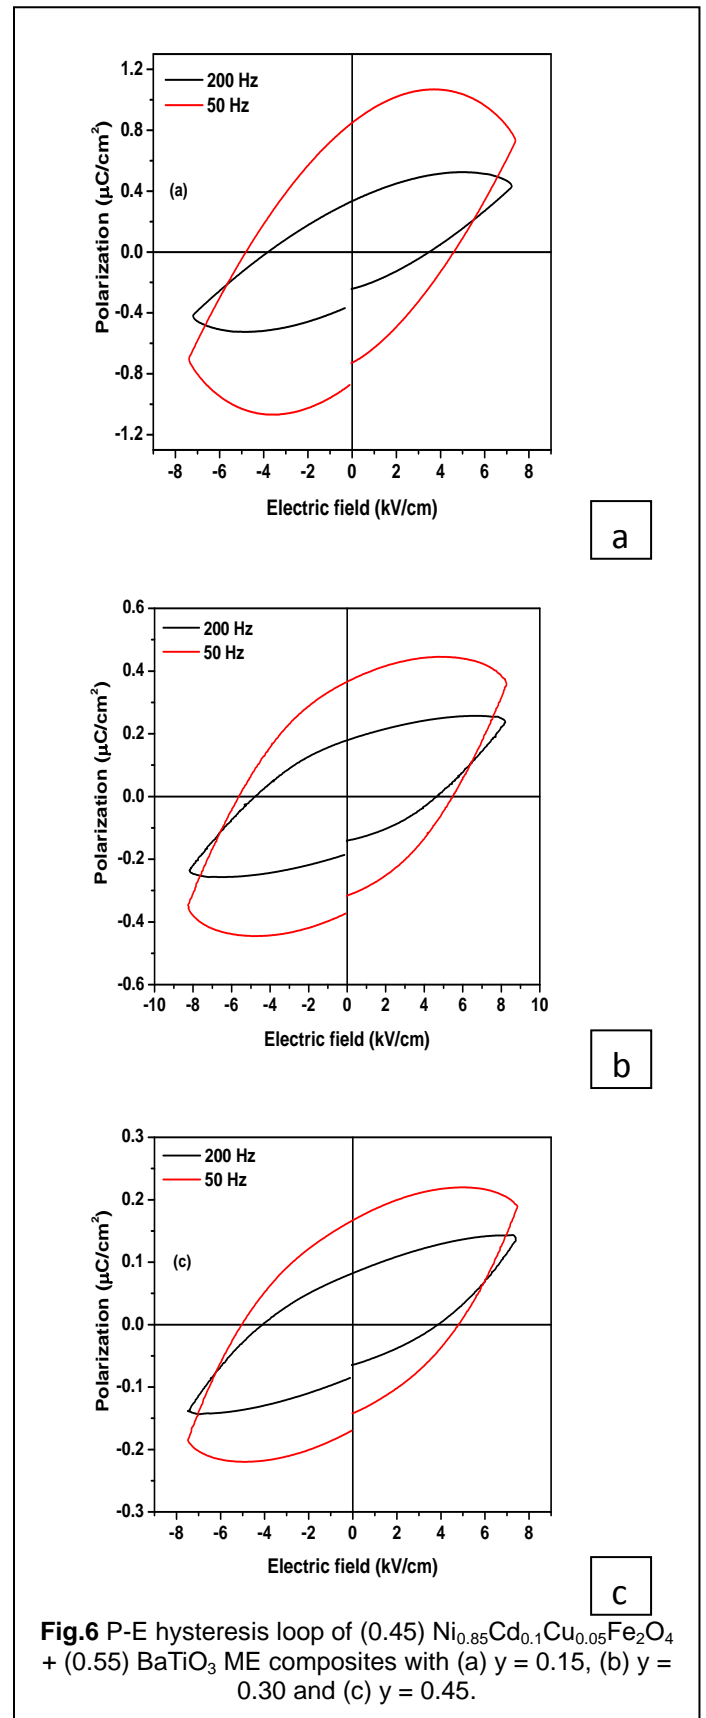 1.2
200 Hz
50 Hz
0.8
0.4
(a)
0.0
-0.4
-0.8
-1.2
Polarization (μC/cm²)
-8 -6 -4 -2 0 2 4 6 8
Electric field (kV/cm)
a
0.6
200 Hz
50 Hz
0.4
0.2
0.0
-0.2
-0.4
-0.6
Polarization (μC/cm²)
-10 -8 -6 -4 -2 0 2 4 6 8 10
Electric field (kV/cm)
b
0.3
200 Hz
50 Hz
0.2
0.1
(c)
0.0
-0.1
-0.2
-0.3
Polarization (μC/cm²)
-8 -6 -4 -2 0 2 4 6 8
Electric field (kV/cm)
c
Fig.6 P-E hysteresis loop of (0.45) Ni₀.₈₅Cd₀.₁Cu₀.₀₅Fe₂O₄
+ (0.55) BaTiO₃ ME composites with (a) y = 0.15, (b) y =
0.30 and (c) y = 0.45.